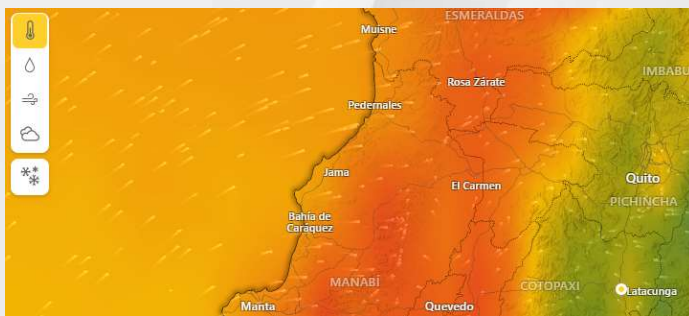 ESMERALDAS
Muisne
IMBABU
Rosa Zárate
Pedernales
Jama
El Carmen
Quito
PICHINCHA
Bahía de
Caráquez
MANABÍ
COTOPAXI
Latacunga
Manta
Quevedo